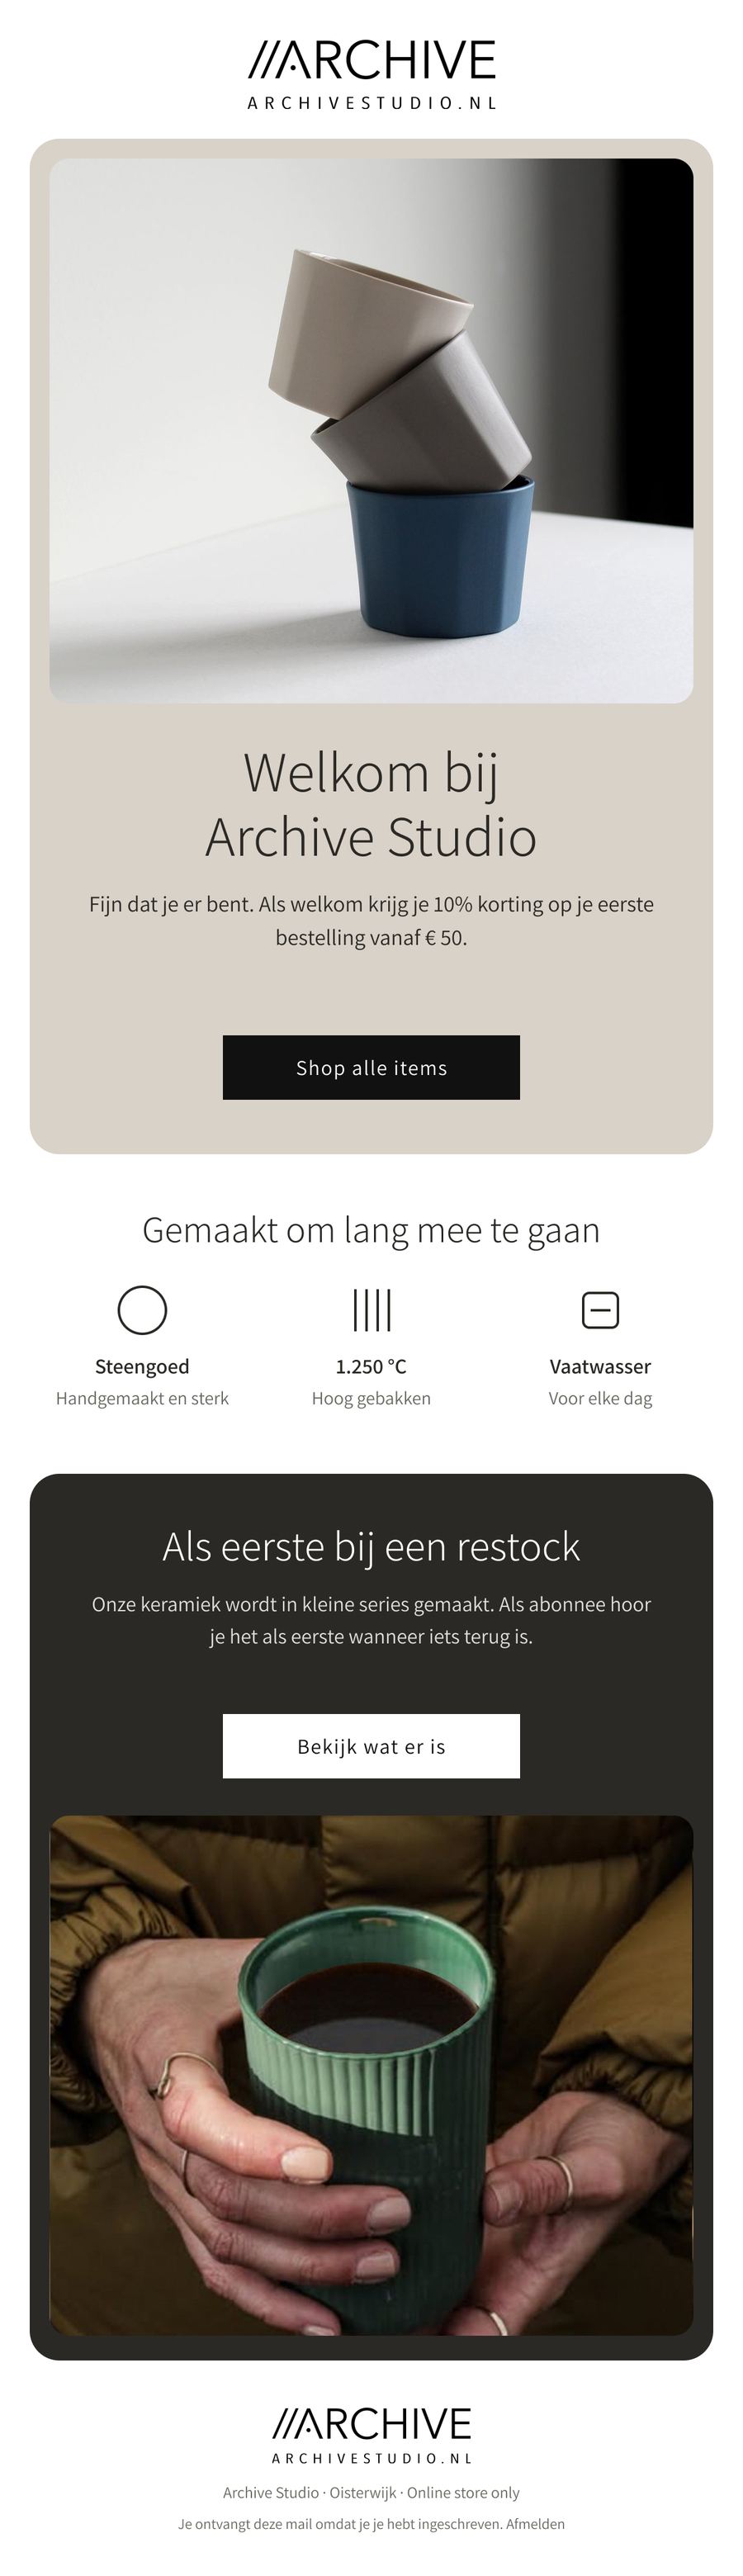 //ARCHIVE
ARCHIVESTUDIO.NL
Welkom bij
Archive Studio
Fijn dat je er bent. Als welkom krijg je 10% korting op je eerste
bestelling vanaf € 50.
Shop alle items
Gemaakt om lang mee te gaan
Steengoed
Handgemaakt en sterk
1.250 °C
Hoog gebakken
Vaatwasser
Voor elke dag
Als eerste bij een restock
Onze keramiek wordt in kleine series gemaakt. Als abonnee hoor
je het als eerste wanneer iets terug is.
Bekijk wat er is
//ARCHIVE
ARCHIVESTUDIO.NL
Archive Studio · Oisterwijk · Online store only
Je ontvangt deze mail omdat je je hebt ingeschreven. Afmelden